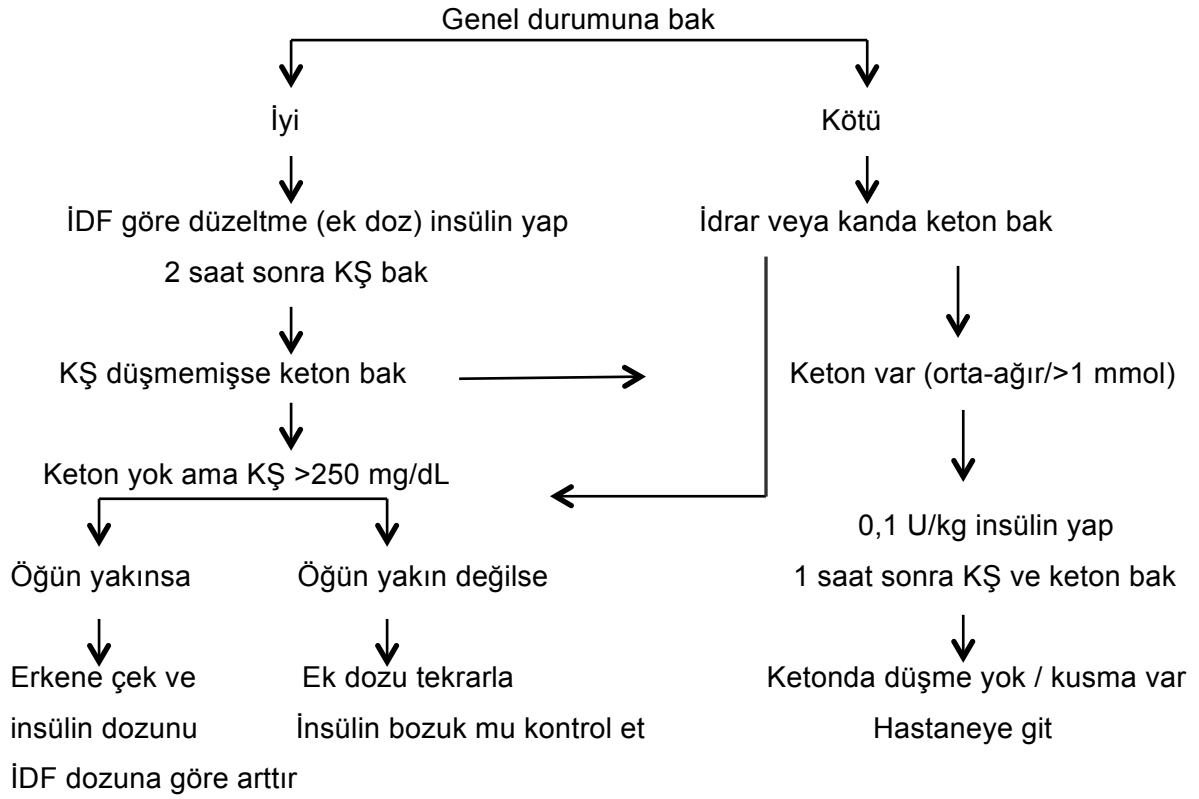 Genel durumuna bak
İyi
Kötü
İDF göre düzeltme (ek doz) insülin yap
İdrar veya kanda keton bak
2 saat sonra KŞ bak
KŞ düşmemişse keton bak
Keton var (orta-ağır/>1 mmol)
Keton yok ama KŞ >250 mg/dL
0,1 U/kg insülin yap
Öğün yakınsa
Öğün yakın değilse
1 saat sonra KŞ ve keton bak
Erkene çek ve
Ek dozu tekrarla
Ketonda düşme yok / kusma var
insülin dozunu
İnsülin bozuk mu kontrol et
Hastaneye git
İDF dozuna göre arttır